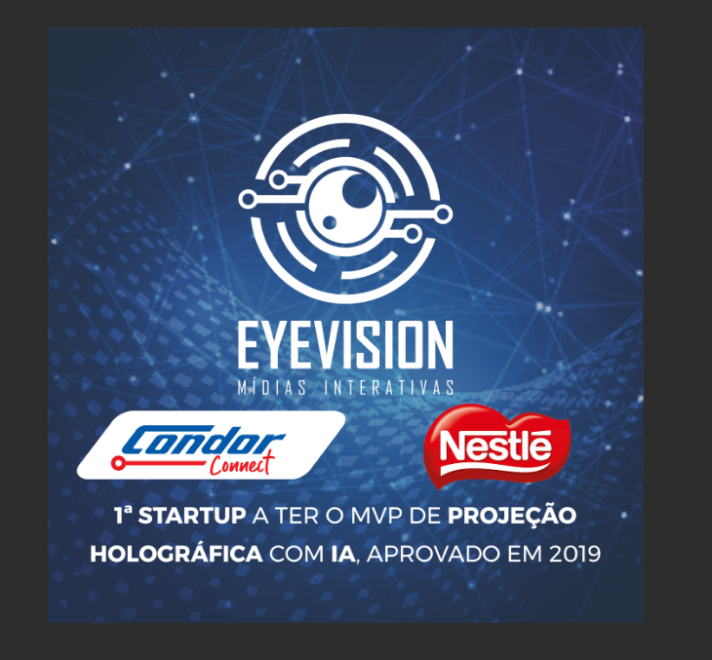 EYEVISION
MÍDIAS INTERATIVAS
Condor
Connect
Nestlé
1ª STARTUP A TER O MVP DE PROJEÇÃO
HOLOGRÁFICA COM IA, APROVADO EM 2019